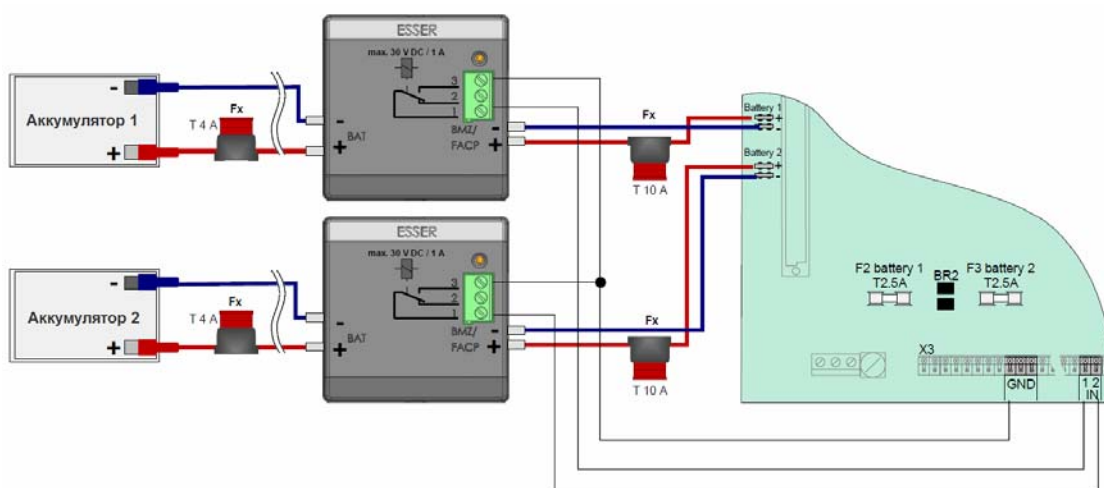 ESSER
max. 30 V DC / 1 A
3
2
1
-
+
Аккумулятор 1
Fx
T 4 A
-
+
BAT
BMZ/
FACP
-
+
Fx
T 10 A
Battery 1
+
-
Battery 2
+
-
ESSER
max. 30 V DC / 1 A
3
2
1
-
+
Аккумулятор 2
Fx
T 4 A
-
+
BAT
BMZ/
FACP
-
+
Fx
T 10 A
F2 battery 1
T2.5A
BR2
F3 battery 2
T2.5A
X3
GND
1 2
IN